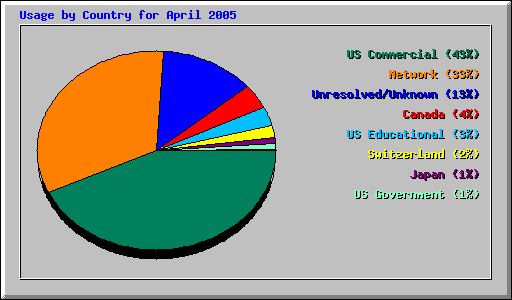 Usage by Country for April 2005
US Commercial (43%)
Network (33%)
Unresolved/Unknown (13%)
Canada (4%)
US Educational (3%)
Switzerland (2%)
Japan (1%)
US Government (1%)